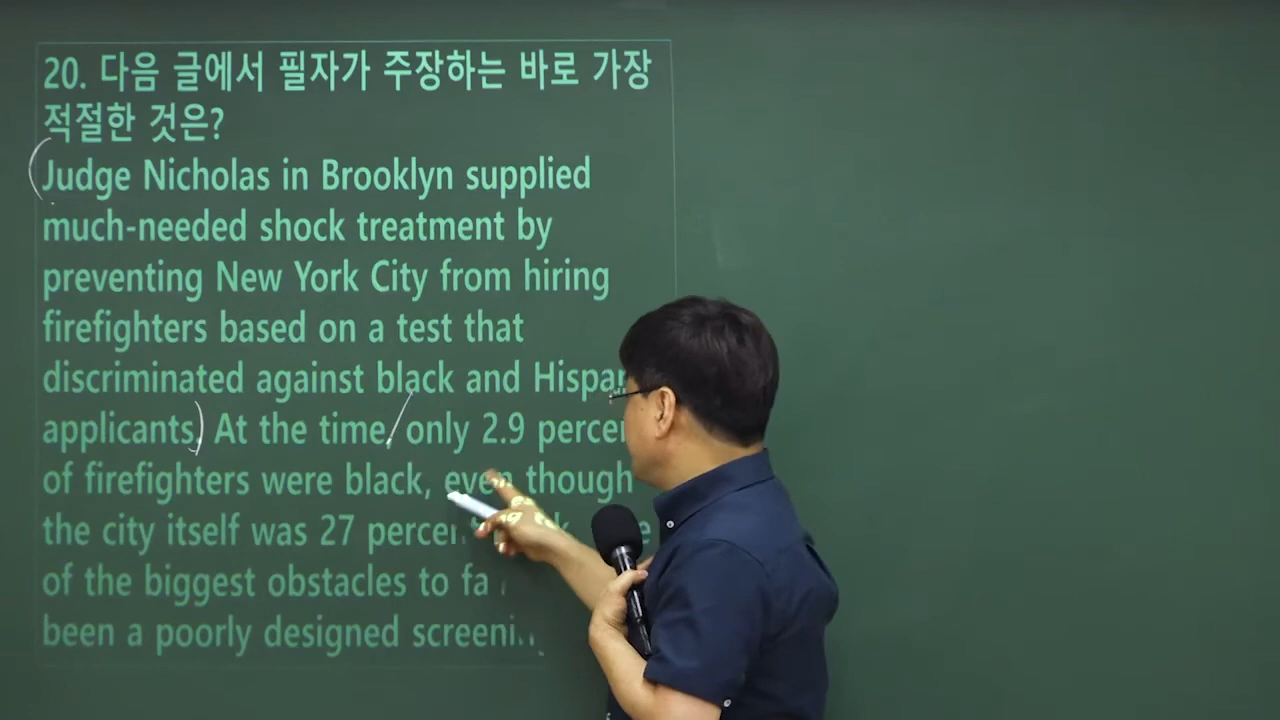 20. 다음 글에서 필자가 주장하는 바로 가장
적절한 것은?
Judge Nicholas in Brooklyn supplied
much-needed shock treatment by
preventing New York City from hiring
firefighters based on a test that
discriminated against black and
applicants. At the time, only 2.9
of firefighters were black, even though
the city itself was 27
of the biggest obstacles to
been a poorly designed